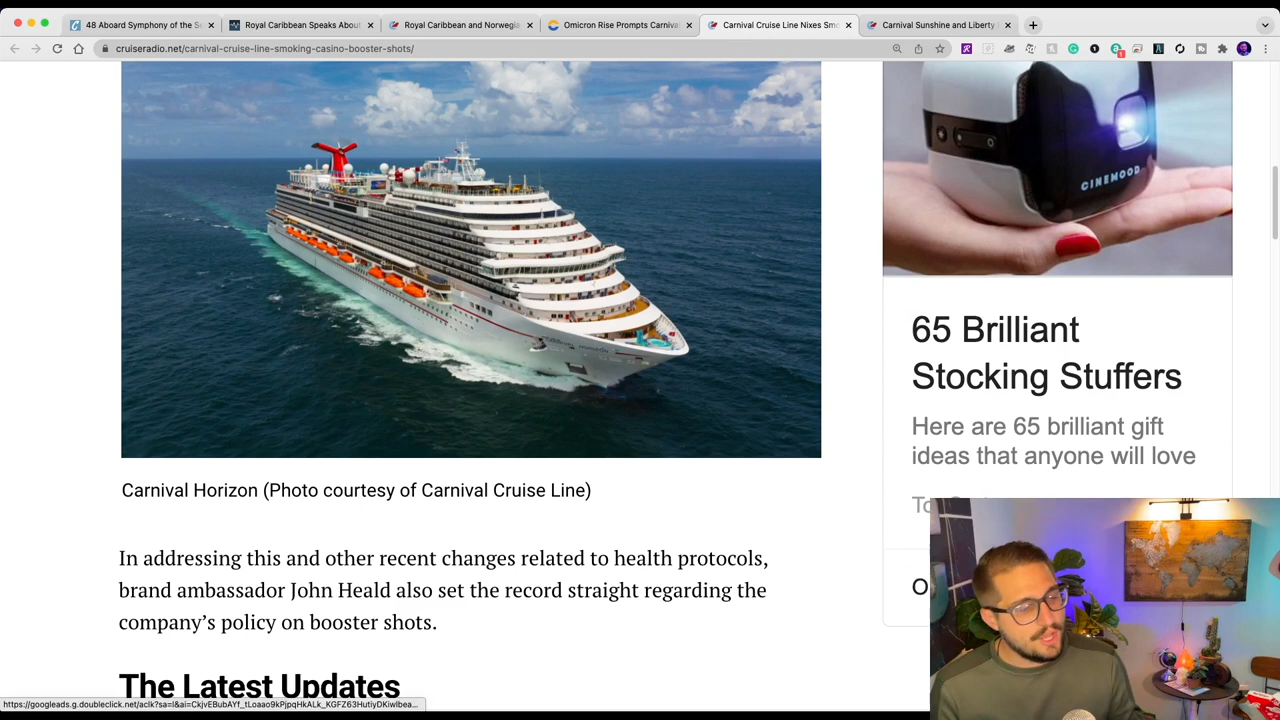 48 Aboard Symphony of the Se
Royal Caribbean Speaks About
Royal Caribbean and Norwegia
Omicron Rise Prompts Carnival
Carnival Cruise Line Nixes Smo
Carnival Sunshine and Liberty
cruiseradio.net/carnival-cruise-line-smoking-casino-booster-shots/
CINEMOOD
65 Brilliant
Stocking Stuffers
Here are 65 brilliant gift
ideas that anyone will love
Carnival Horizon (Photo courtesy of Carnival Cruise Line)
In addressing this and other recent changes related to health protocols,
brand ambassador John Heald also set the record straight regarding the
company's policy on booster shots.
The Latest Updates